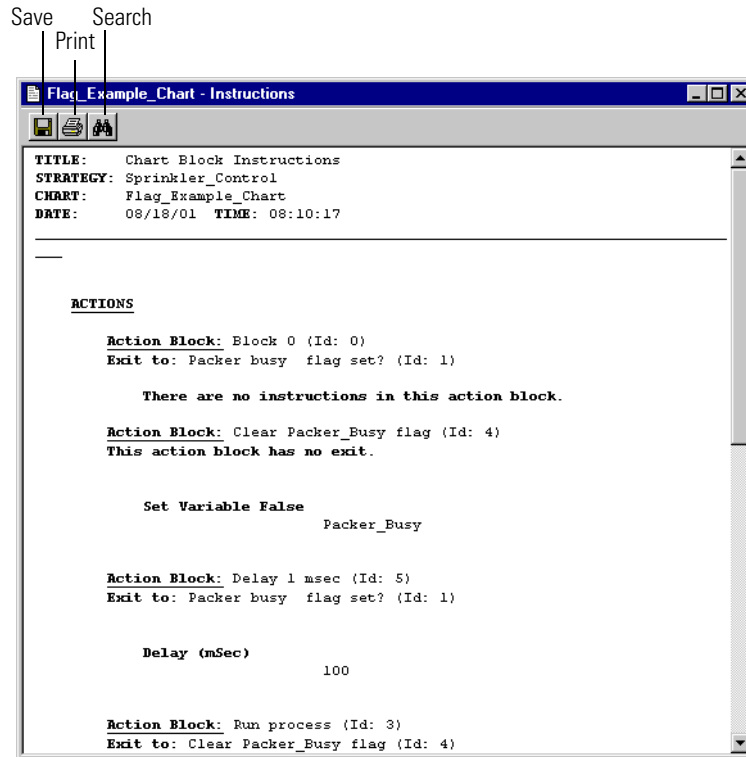 Save Search
Print
Flag_Example_Chart - Instructions
TITLE: Chart Block Instructions
STRATEGY: Sprinkler_Control
CHART: Flag_Example_Chart
DATE: 08/18/01 TIME: 08:10:17
ACTIONS
Action Block: Block 0 (Id: 0)
Exit to: Packer busy flag set? (Id: 1)
There are no instructions in this action block.
Action Block: Clear Packer_Busy flag (Id: 4)
This action block has no exit.
Set Variable False
Packer_Busy
Action Block: Delay 1 msec (Id: 5)
Exit to: Packer busy flag set? (Id: 1)
Delay (mSec)
100
Action Block: Run process (Id: 3)
Exit to: Clear Packer_Busy flag (Id: 4)